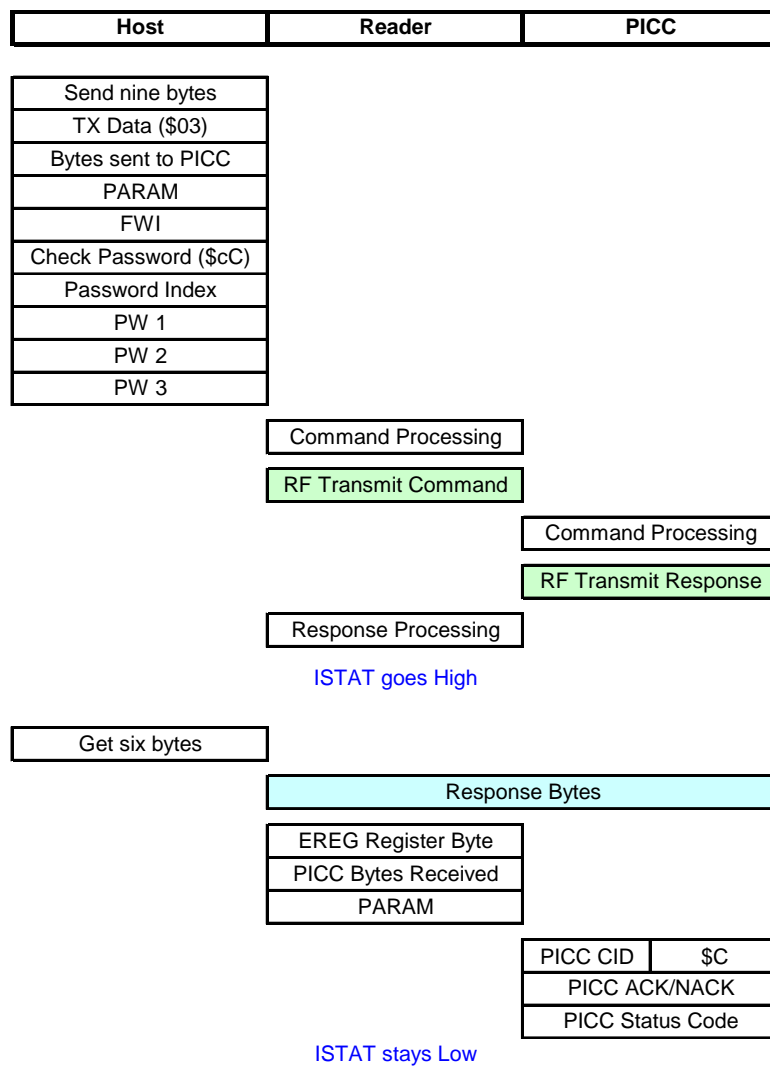 Host Reader PICC
Send nine bytes
TX Data ($03)
Bytes sent to PICC
PARAM
FWI
Check Password ($cC)
Password Index
PW 1
PW 2
PW 3
Command Processing
RF Transmit Command
Command Processing
RF Transmit Response
Response Processing
ISTAT goes High
Get six bytes
Response Bytes
EREG Register Byte
PICC Bytes Received
PARAM
PICC CID $C
PICC ACK/NACK
PICC Status Code
ISTAT stays Low